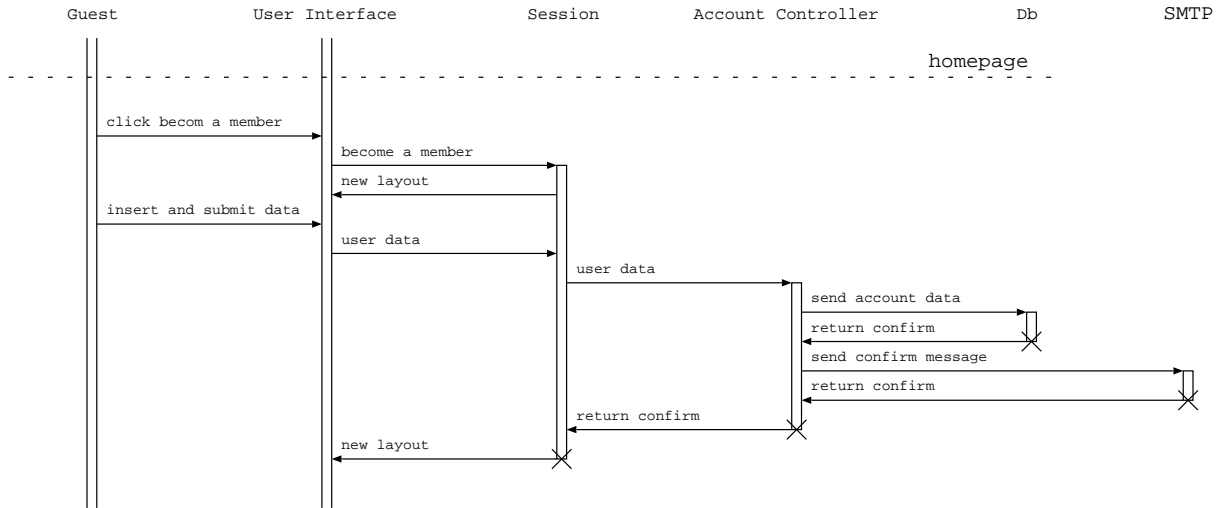 Guest
User Interface
Session
Account Controller
Db
SMTP
homepage
click becom a member
become a member
new layout
insert and submit data
user data
user data
send account data
return confirm
send confirm message
return confirm
return confirm
new layout